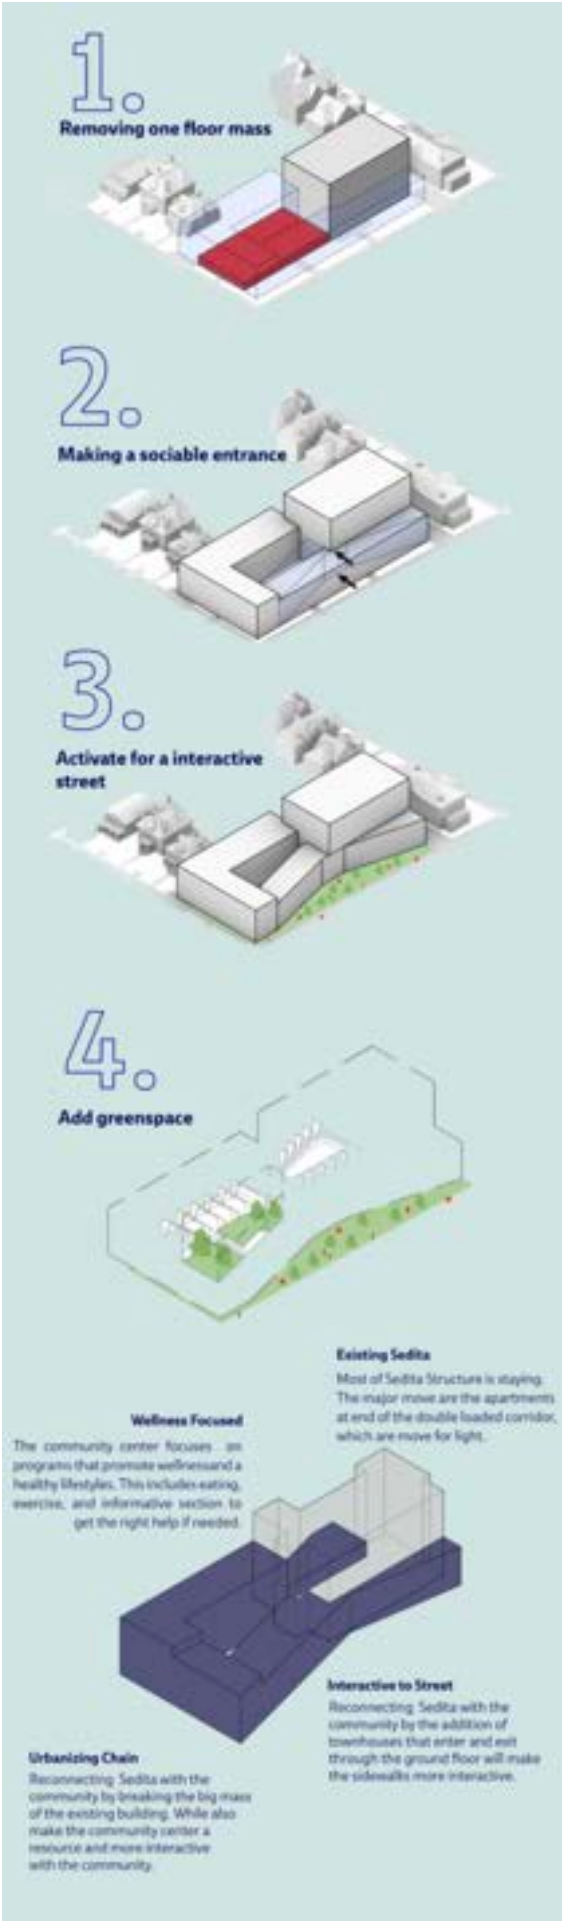 1.
Removing one floor mass
2.
Making a sociable entrance
3.
Activate for a interactive
street
4.
Add greenspace
Existing Sedita
Most of Sedita Structure is staying.
The major move are the apartments
at end of the double loaded corridor,
which are move for light.
Wellness Focused
The community center focuses on
programs that promote wellnessand a
healthy lifestyles. This includes eating,
exercise, and informative section to
get the right help if needed.
Interactive to Street
Reconnecting Sedita with the
community by the addition of
townhouses that enter and exit
through the ground floor will make
the sidewalks more interactive.
Urbanizing Chain
Reconnecting Sedita with the
community by breaking the big mass
of the existing building. While also
make the community center a
resource and more interactive
with the community.